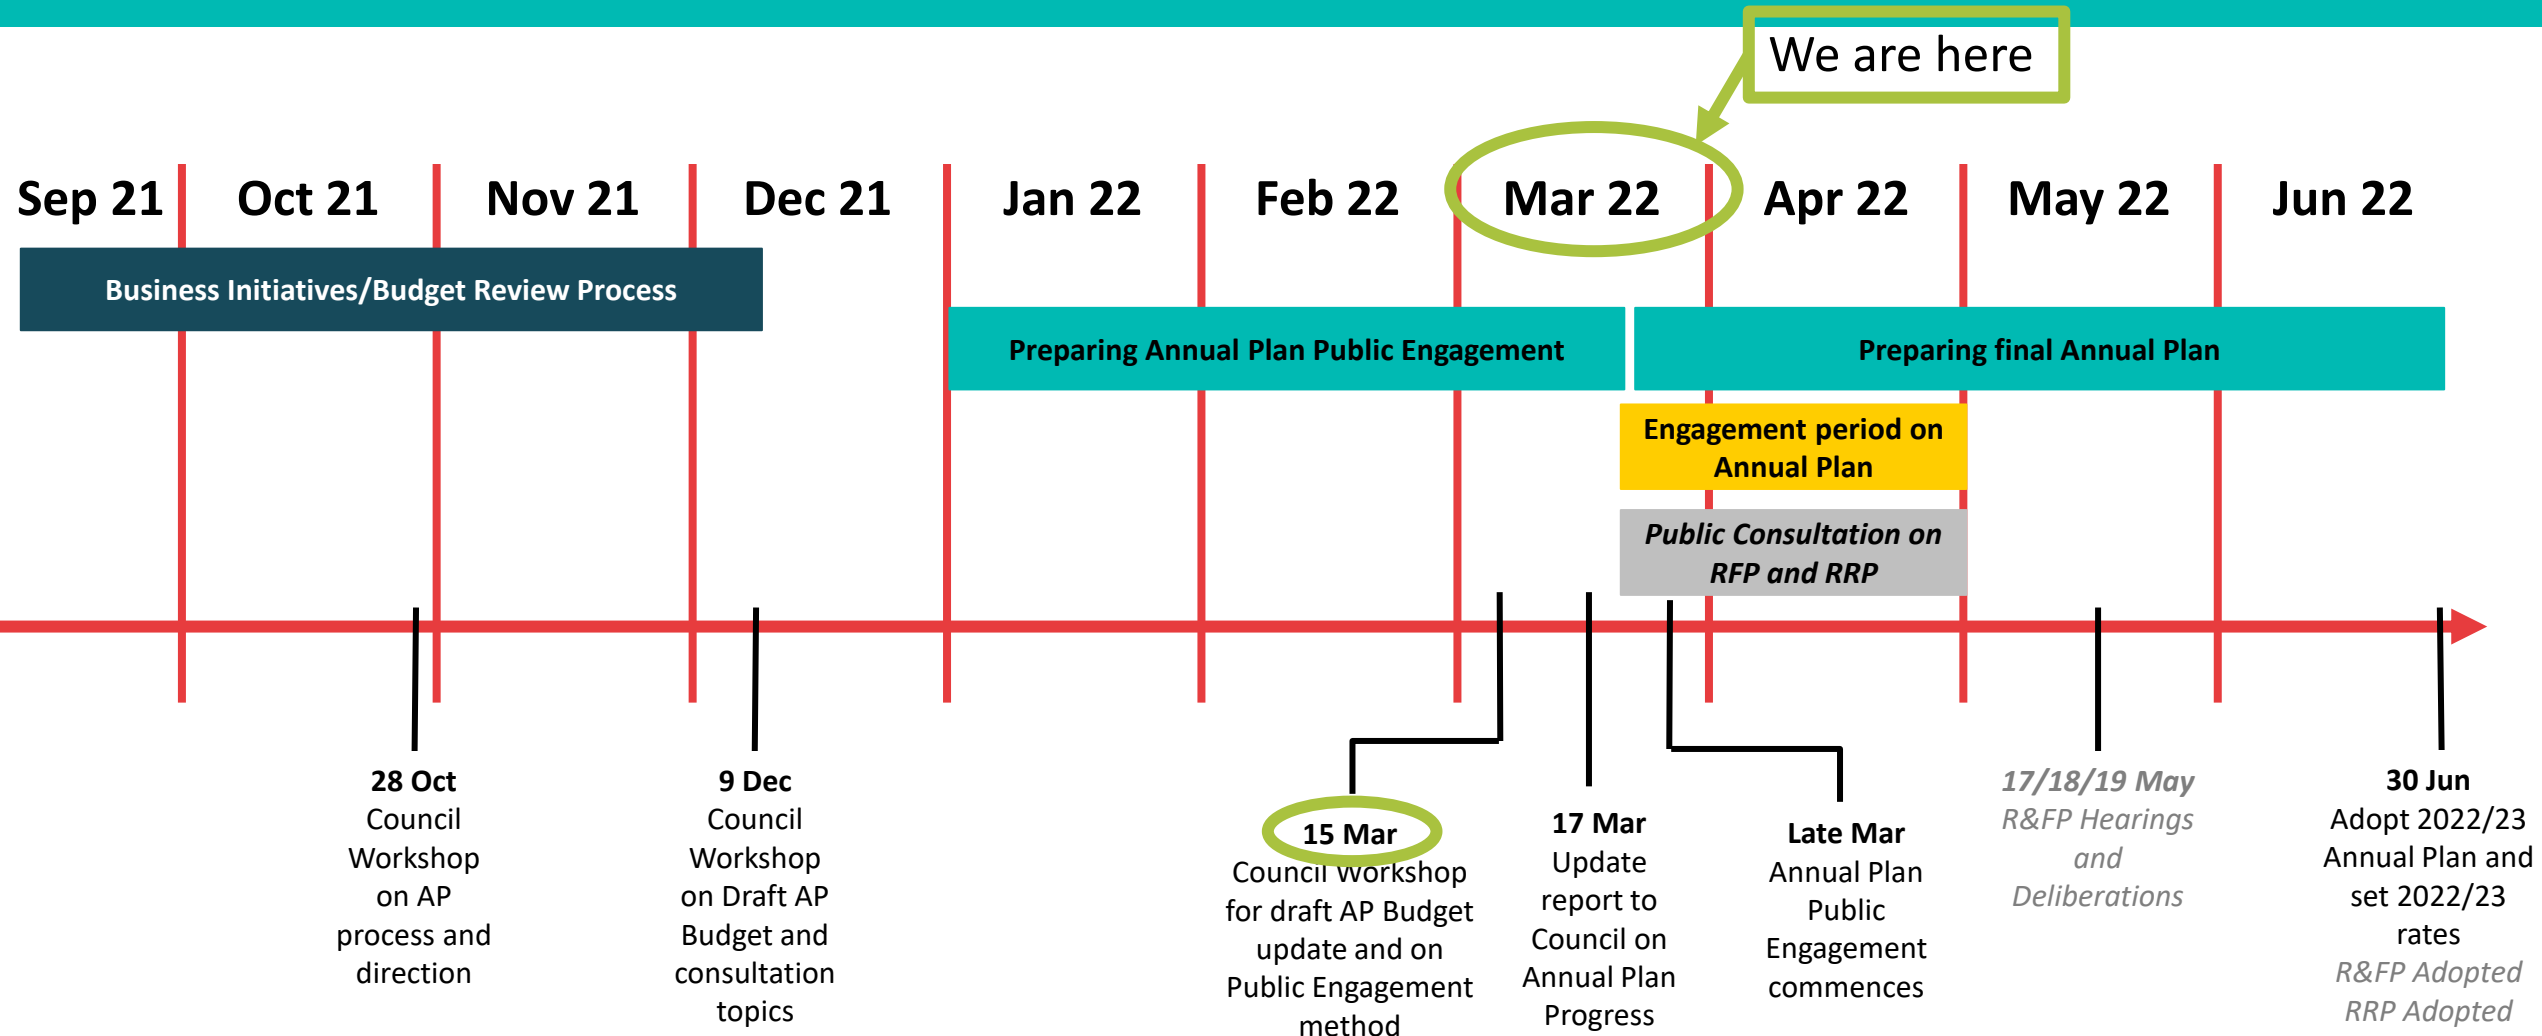 We are here
Sep 21
Oct 21
Nov 21
Dec 21
Jan 22
Feb 22
Mar 22
Apr 22
May 22
Jun 22
Business Initiatives/Budget Review Process
Preparing Annual Plan Public Engagement
Preparing final Annual Plan
Engagement period on
Annual Plan
Public Consultation on
RFP and RRP
28 Oct
Council
Workshop
on AP
process and
direction
9 Dec
Council
Workshop
on Draft AP
Budget and
consultation
topics
15 Mar
Council Workshop
for draft AP Budget
update and on
Public Engagement
method
17 Mar
Update
report to
Council on
Annual Plan
Progress
Late Mar
Annual Plan
Public
Engagement
commences
17/18/19 May
R&FP Hearings
and
Deliberations
30 Jun
Adopt 2022/23
Annual Plan and
set 2022/23
rates
R&FP Adopted
RRP Adopted